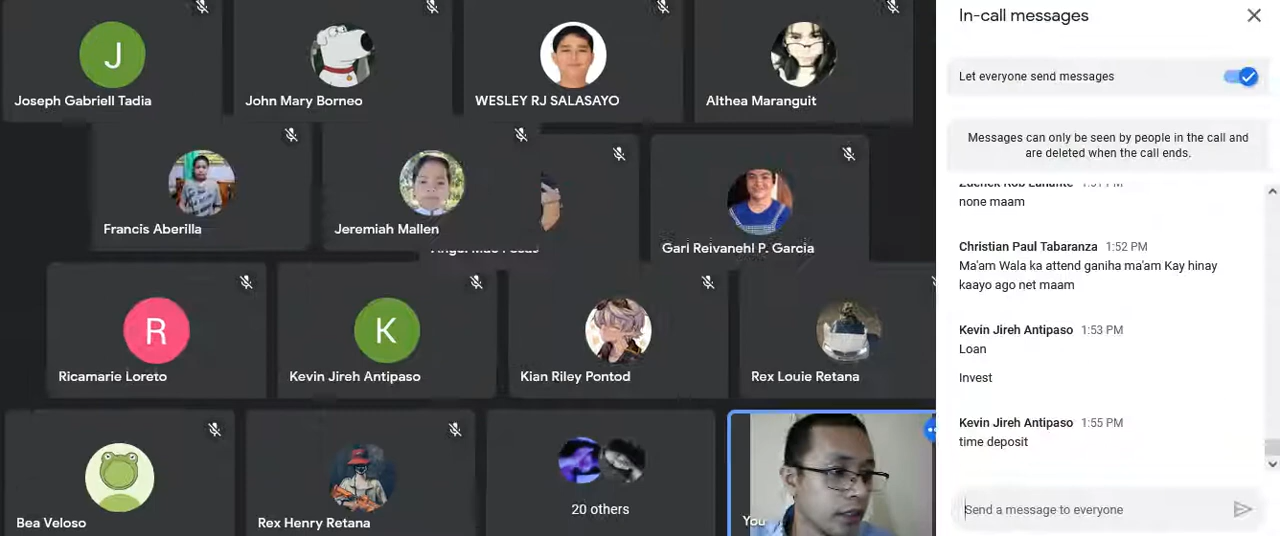 In-call messages
Let everyone send messages
Messages can only be seen by people in the call and
are deleted when the call ends.
none maam
Christian Paul Tabaranza 1:52 PM
Ma'am Wala ka attend ganiha ma'am Kay hinay
kaayo ago net maam
Kevin Jireh Antipaso 1:53 PM
Loan
Invest
Kevin Jireh Antipaso 1:55 PM
time deposit
Send a message to everyone
J
Joseph Gabriell Tadia
John Mary Borneo
WESLEY RJ SALASAYO
Althea Maranguit
Francis Aberilla
Jeremiah Mallen
Gari Reivanehl P. Garcia
R
Ricamarie Loreto
K
Kevin Jireh Antipaso
Kian Riley Pontod
Rex Louie Retana
Bea Veloso
Rex Henry Retana
20 others
You